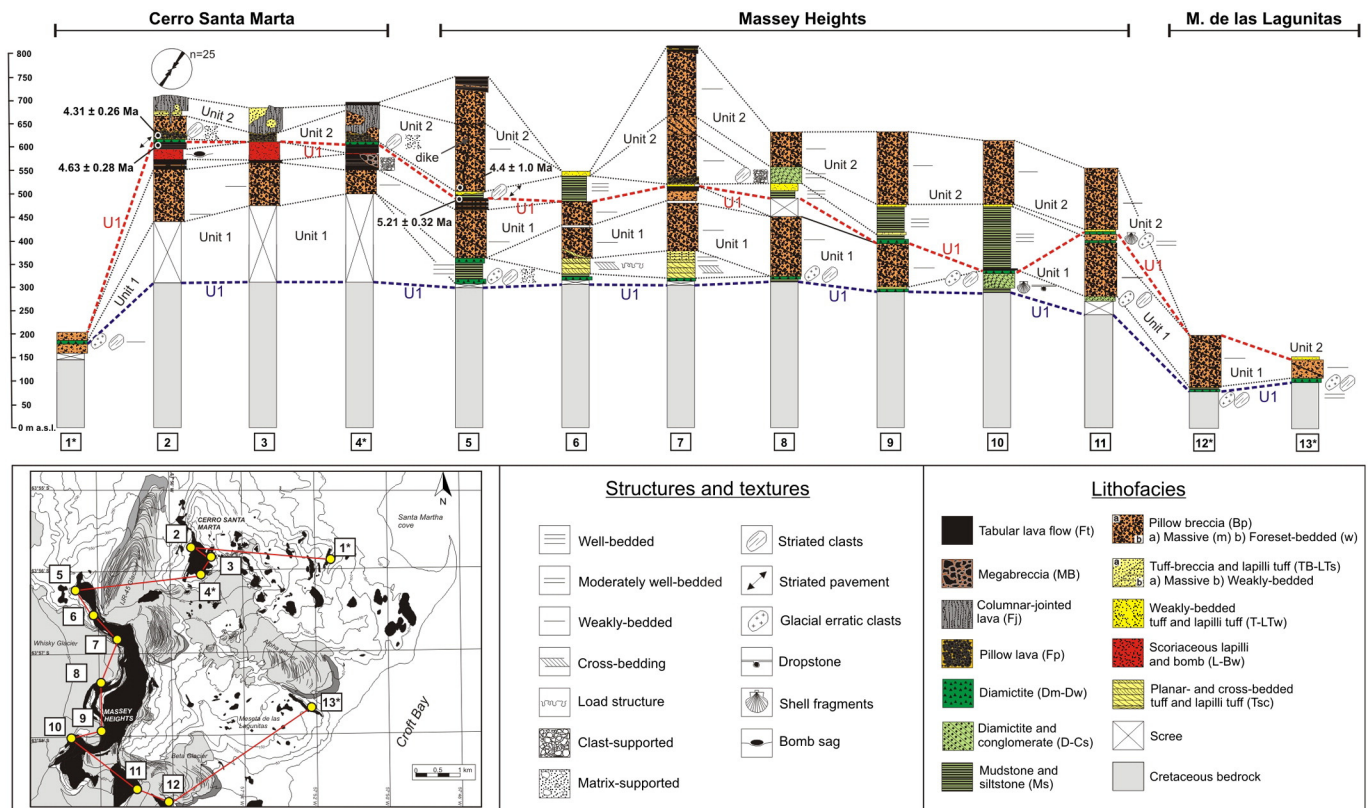 Cerro Santa Marta
Massey Heights
M. de las Lagunitas
800
750
700
650
600
550
500
450
400
350
300
250
200
150
100
50
0 m a.s.l.
n=25
4.31 ± 0.26 Ma
4.63 ± 0.28 Ma
4.4 ± 1.0 Ma
5.21 ± 0.32 Ma
dike
Unit 2
Unit 2
Unit 2
Unit 2
Unit 2
Unit 2
Unit 2
Unit 2
Unit 2
Unit 2
U1
U1
U1
U1
U1
U1
Unit 1
Unit 1
Unit 1
Unit 1
Unit 1
Unit 1
Unit 1
Unit 1
Unit 1
Unit 1
U1
U1
U1
U1
U1
U1
1*
2
3
4*
5
6
7
8
9
10
11
12*
13*
N
Santa Martha
cove
CERRO SANTA
MARTA
2
1*
3
4*
5
6
Whisky Glacier
7
8
9
MASSEY
HEIGHTS
10
13*
Meseta de las
Lagunitas
Croft Bay
Beta Glacier
11
12
0 0,5 1 km
Structures and textures
Well-bedded
Moderately well-bedded
Weakly-bedded
Cross-bedding
Load structure
Clast-supported
Matrix-supported
Striated clasts
Striated pavement
Glacial erratic clasts
Dropstone
Shell fragments
Bomb sag
Lithofacies
Tabular lava flow (Ft)
Megabreccia (MB)
Columnar-jointed
lava (Fj)
Pillow lava (Fp)
Diamictite (Dm-Dw)
Diamictite and
conglomerate (D-Cs)
Mudstone and
siltstone (Ms)
a
b
Pillow breccia (Bp)
a) Massive (m) b) Foreset-bedded (w)
a
b
Tuff-breccia and lapilli tuff (TB-LTs)
a) Massive b) Weakly-bedded
Weakly-bedded
tuff and lapilli tuff (T-LTw)
Scoriaceous lapilli
and bomb (L-Bw)
Planar- and cross-bedded
tuff and lapilli tuff (Tsc)
Scree
Cretaceous bedrock